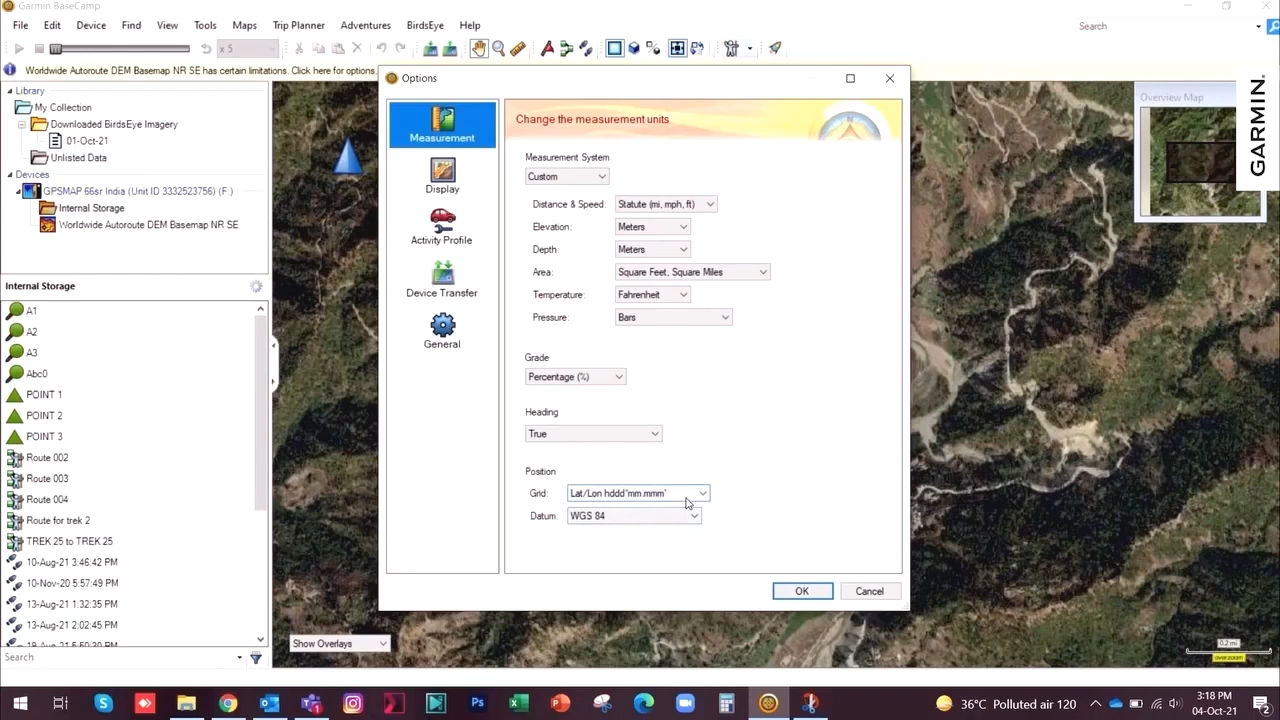 Garmin BaseCamp
File Edit Find View Device Tools Maps Trip Planner Adventures BirdsEye Help
Search
x 5
Worldwide Autoroute DEM Basemap NR SE has certain limitations. Click here for options.
Library
My Collection
Downloaded BirdsEye Imagery
01-Oct-21
Unlisted Data
Devices
GPSMAP 66sr India (Unit ID 3332523756) (F:)
Internal Storage
Worldwide Autoroute DEM Basemap NR SE
Internal Storage
A1
A2
A3
Abc0
POINT 1
POINT 2
POINT 3
Route 002
Route 003
Route 004
Route for trek 2
TREK 25 to TREK 25
10-Aug-21 3:46:42 PM
10-Nov-20 5:57:49 PM
13-Aug-21 1:32:35 PM
13-Aug-21 2:02:45 PM
Search
Options
Measurement
Display
Activity Profile
Device Transfer
General
Change the measurement units
Measurement System
Custom
Distance & Speed: Statute (mi, mph, ft)
Elevation: Meters
Depth: Meters
Area: Square Feet, Square Miles
Temperature: Fahrenheit
Pressure: Bars
Grade
Percentage (%)
Heading
True
Position
Grid: Lat/Lon hddd°mm.mmm'
Datum: WGS 84
OK Cancel
Show Overlays
Overview Map
GARMIN
0.2 mi
overzoom
36°C Polluted air 120
3:18 PM
04-Oct-21
2